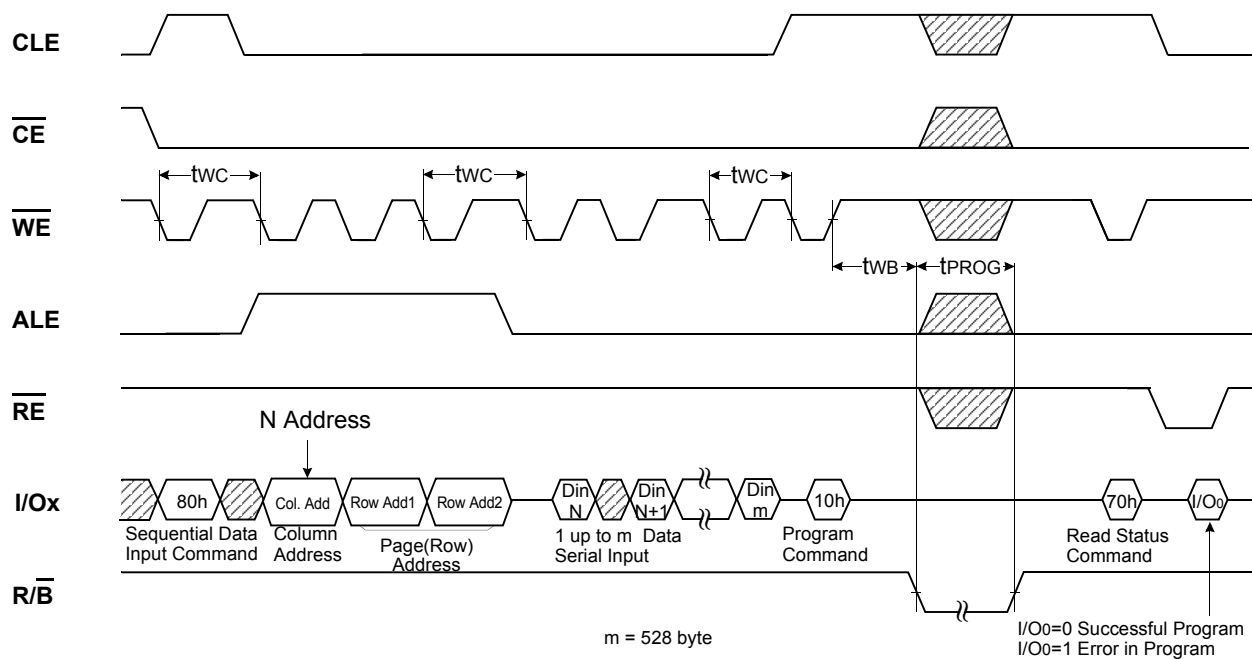 CLE
CE
tWC
tWC
tWC
WE
tWB
tPROG
ALE
RE
N Address
I/Ox
80h
Col. Add
Row Add1
Row Add2
Din
N
Din
N+1
Din
m
10h
70h
I/O0
Sequential Data
Input Command
Column
Address
Page(Row)
Address
1 up to m Data
Serial Input
Program
Command
Read Status
Command
R/B
m = 528 byte
I/O0=0 Successful Program
I/O0=1 Error in Program